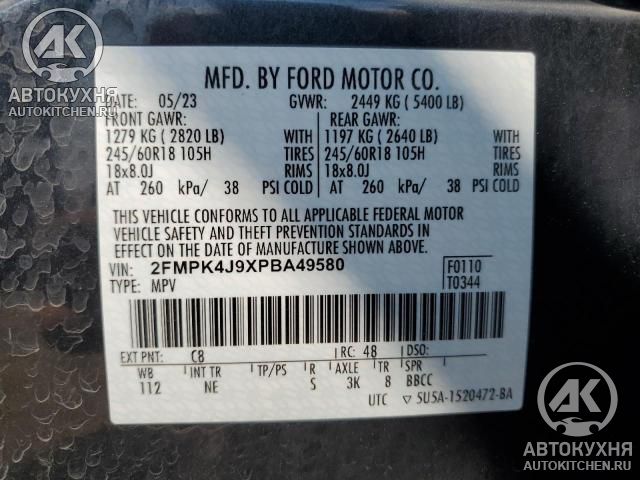 АК
АВТОКУХНЯ
AUTOKITCHEN.RU
MFD. BY FORD MOTOR CO.
DATE: 05/23 GVWR: 2449 KG ( 5400 LB)
FRONT GAWR: REAR GAWR:
1279 KG ( 2820 LB) WITH 1197 KG ( 2640 LB) WITH
245/60R18 105H TIRES 245/60R18 105H TIRES
18x8.0J RIMS 18x8.0J RIMS
AT 260 kPa/ 38 PSI COLD AT 260 kPa/ 38 PSI COLD
THIS VEHICLE CONFORMS TO ALL APPLICABLE FEDERAL MOTOR
VEHICLE SAFETY AND THEFT PREVENTION STANDARDS IN
EFFECT ON THE DATE OF MANUFACTURE SHOWN ABOVE.
VIN: 2FMPK4J9XPBA49580 F0110
TYPE: MPV T0344
EXT PNT: C8 RC: 48 DSO:
WB INT TR TP/PS R AXLE TR SPR
112 NE S 3K 8 BBCC
UTC ▽ 5U5A-1520472-BA
АК
АВТОКУХНЯ
AUTOKITCHEN.RU